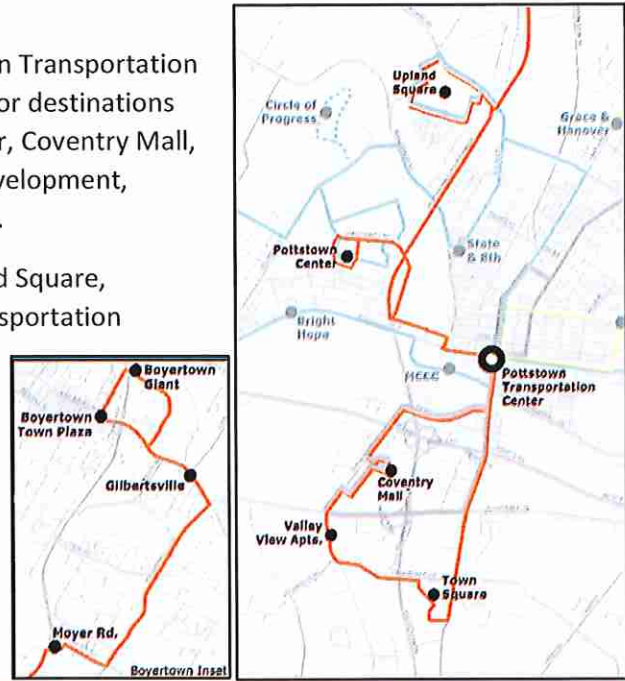 n Transportation
or destinations
r, Coventry Mall,
velopment,
.
d Square,
sportation
Upland
Square
Circle of
Progress
Grace &
Hanover
State
& 8th
Pottstown
Center
Bright
Hope
MCCC
Pottstown
Transportation
Center
Coventry
Mall
Valley
View Apts.
Town
Square
Boyertown
Giant
Boyertown
Town Plaza
Gilbertsville
Moyer Rd.
Boyertown Inset